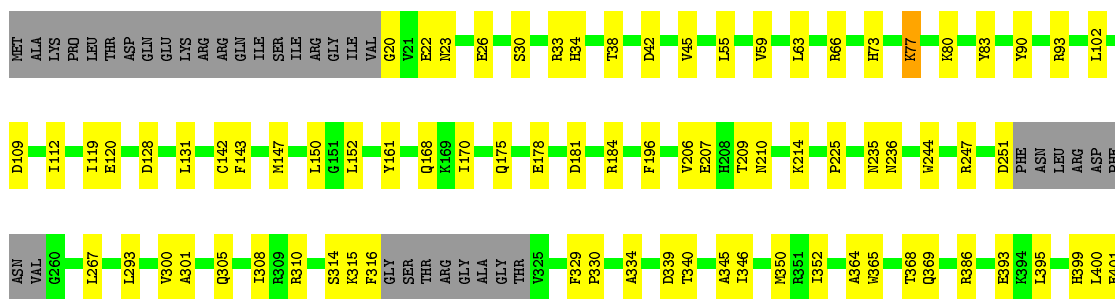 MET ALA LYS PRO LEU THR ASP GLN GLU LYS ARG ARG GLN ILE SER ILE ARG GLY ILE VAL G20 V21 E22 N23 E26 S30 R33 H34 T38 D42 V45 L55 V59 L63 R66 H73 K77 K80 Y83 Y90 R93 L102
D109 I112 I119 E120 D128 L131 C142 F143 M147 L150 G151 L152 Y161 Q168 K169 I170 Q175 E178 D181 R184 F196 V206 E207 H208 T209 N210 K214 P225 N235 N236 W244 R247 D251 PHE ASN LEU ARG ASP PHE
ASN VAL G260 L267 L293 V300 A301 Q305 I308 R309 R310 S314 K315 F316 GLY SER THR ARG GLY ALA GLY THR V325 F329 P330 A334 D339 T340 A345 I346 M350 R351 I352 A364 W365 T368 Q369 R386 E393 K394 L395 H399 L400